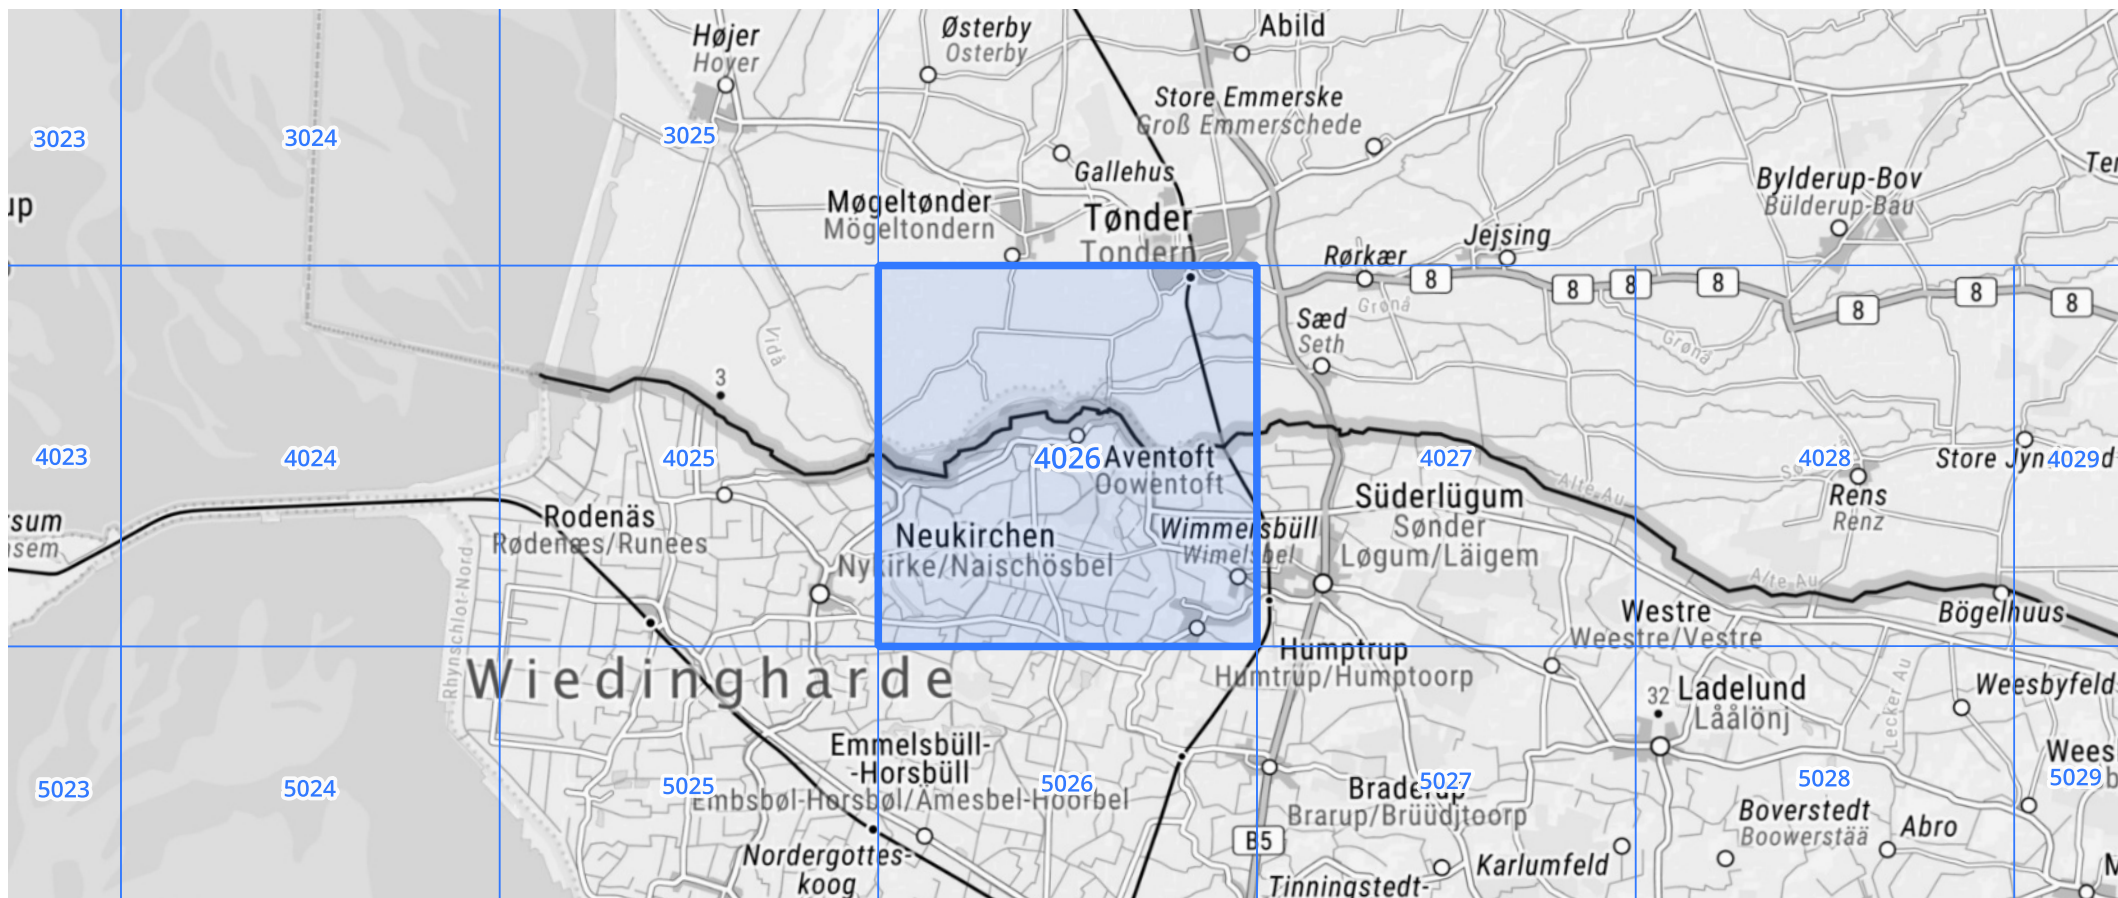 Højer
Hoyer
Østerby
Osterby
Abild
Store Emmerske
Groß Emmerschede
3023
3024
3025
Gallehus
Bylderup-Bov
Bülderup-Bau
Møgeltønder
Mögeltondern
Tønder
Tondern
Rørkær
Jejsing
8
8
8
8
8
8
8
Grønå
Grønå
Sæd
Seth
Vidå
3
4023
4024
4025
4026
Aventoft
Oowentoft
4027
4028
4029
Alte Au
Rens
Renz
Rodenäs
Rødenæs/Runees
Neukirchen
Nykirke/Naischösbel
Wimmersbüll
Wimelsbel
Süderlügum
Sønder
Løgum/Läigem
Rhynschlot-Nord
Alte Au
Westre
Weestre/Vestre
Bögelhuus
Wiedingharde
Humptrup
Humtrup/Humptoorp
Lecker Au
Weesbyfeld
32
Ladelund
Låålönj
Emmelsbüll-
-Horsbüll
Embsbøl-Horsbøl/Ämesbel-Hoorbel
5023
5024
5025
5026
5027
5028
5029
Braderup
Brarup/Brüüdjtoorp
Boverstedt
Boowerstää
Abro
B5
Nordergottes-
koog
Karlumfeld
Tinningstedt-